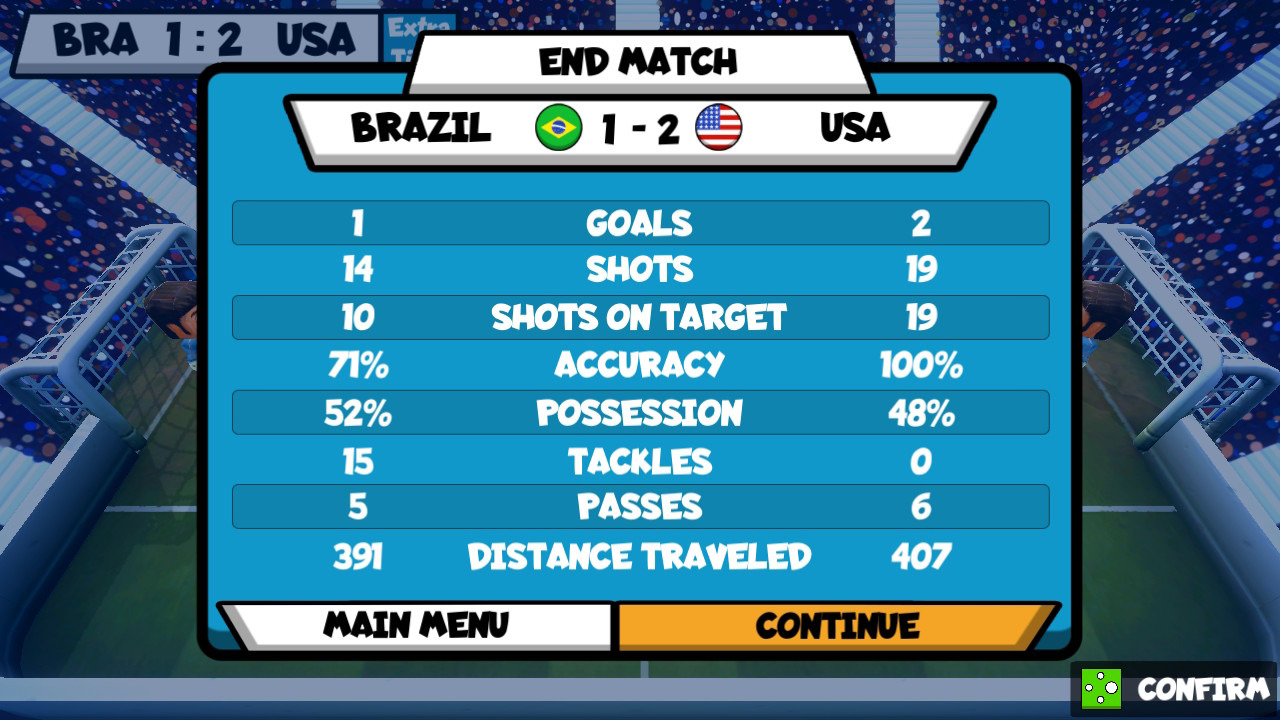 BRA 1:2 USA
Extra
END MATCH
BRAZIL 1 - 2 USA
1 GOALS 2
14 SHOTS 19
10 SHOTS ON TARGET 19
71% ACCURACY 100%
52% POSSESSION 48%
15 TACKLES 0
5 PASSES 6
391 DISTANCE TRAVELED 407
MAIN MENU CONTINUE
CONFIRM